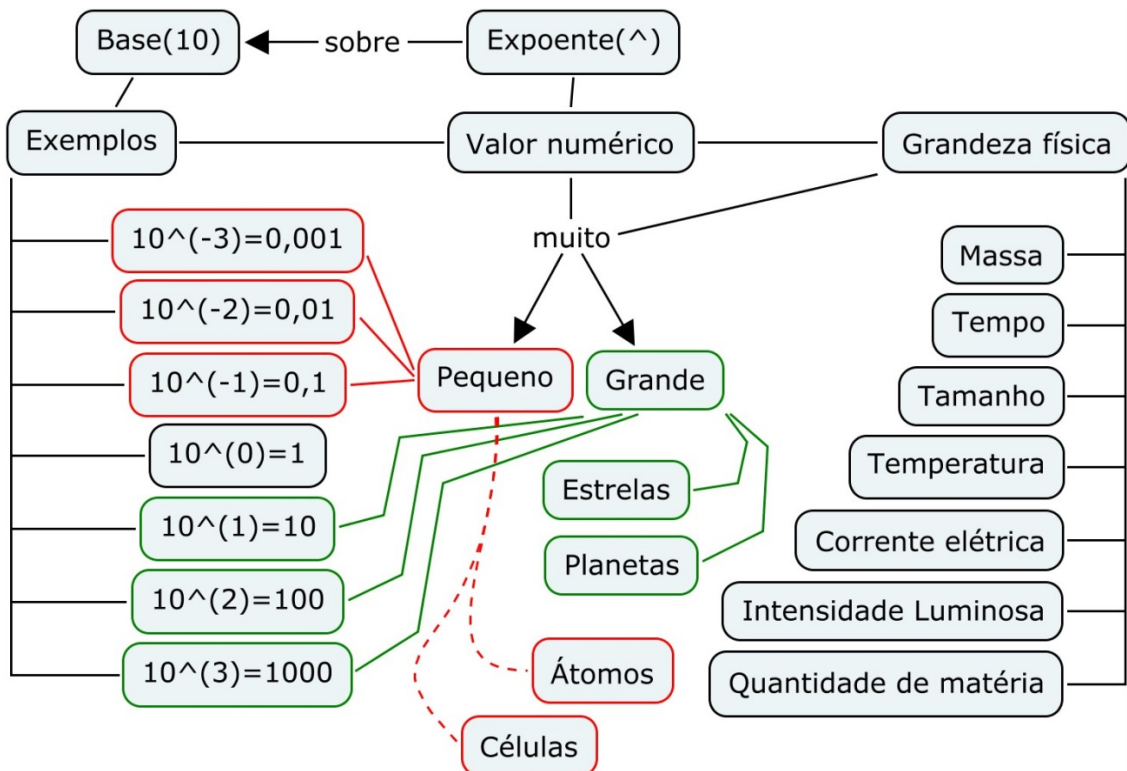 Base(10)
sobre
Expoente(^)
Exemplos
Valor numérico
Grandeza física
muito
10^(-3)=0,001
10^(-2)=0,01
10^(-1)=0,1
10^(0)=1
10^(1)=10
10^(2)=100
10^(3)=1000
Pequeno
Grande
Estrelas
Planetas
Átomos
Células
Massa
Tempo
Tamanho
Temperatura
Corrente elétrica
Intensidade Luminosa
Quantidade de matéria